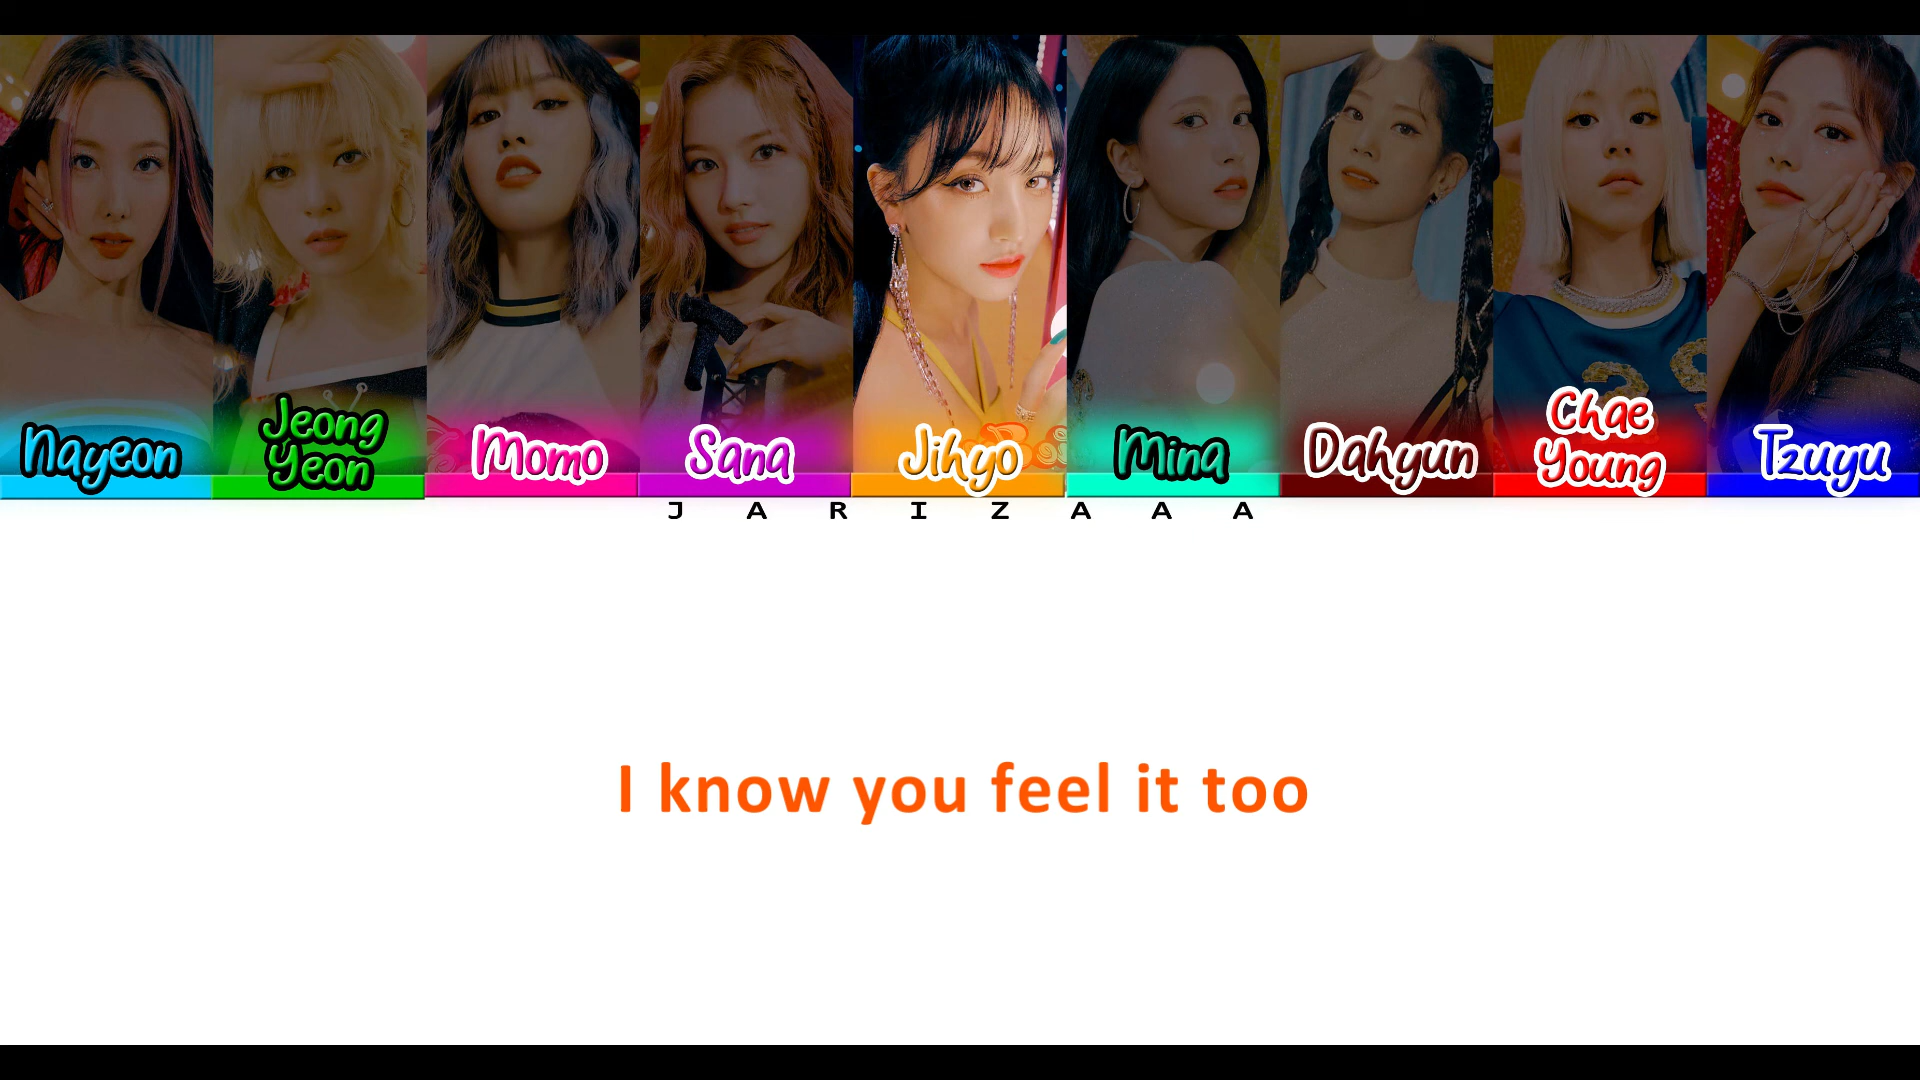 Nayeon
Jeong
Yeon
Momo
Sana
Jihyo
Mina
Dahyun
Chae
Young
Tzuyu
J A R I Z A A A
I know you feel it too